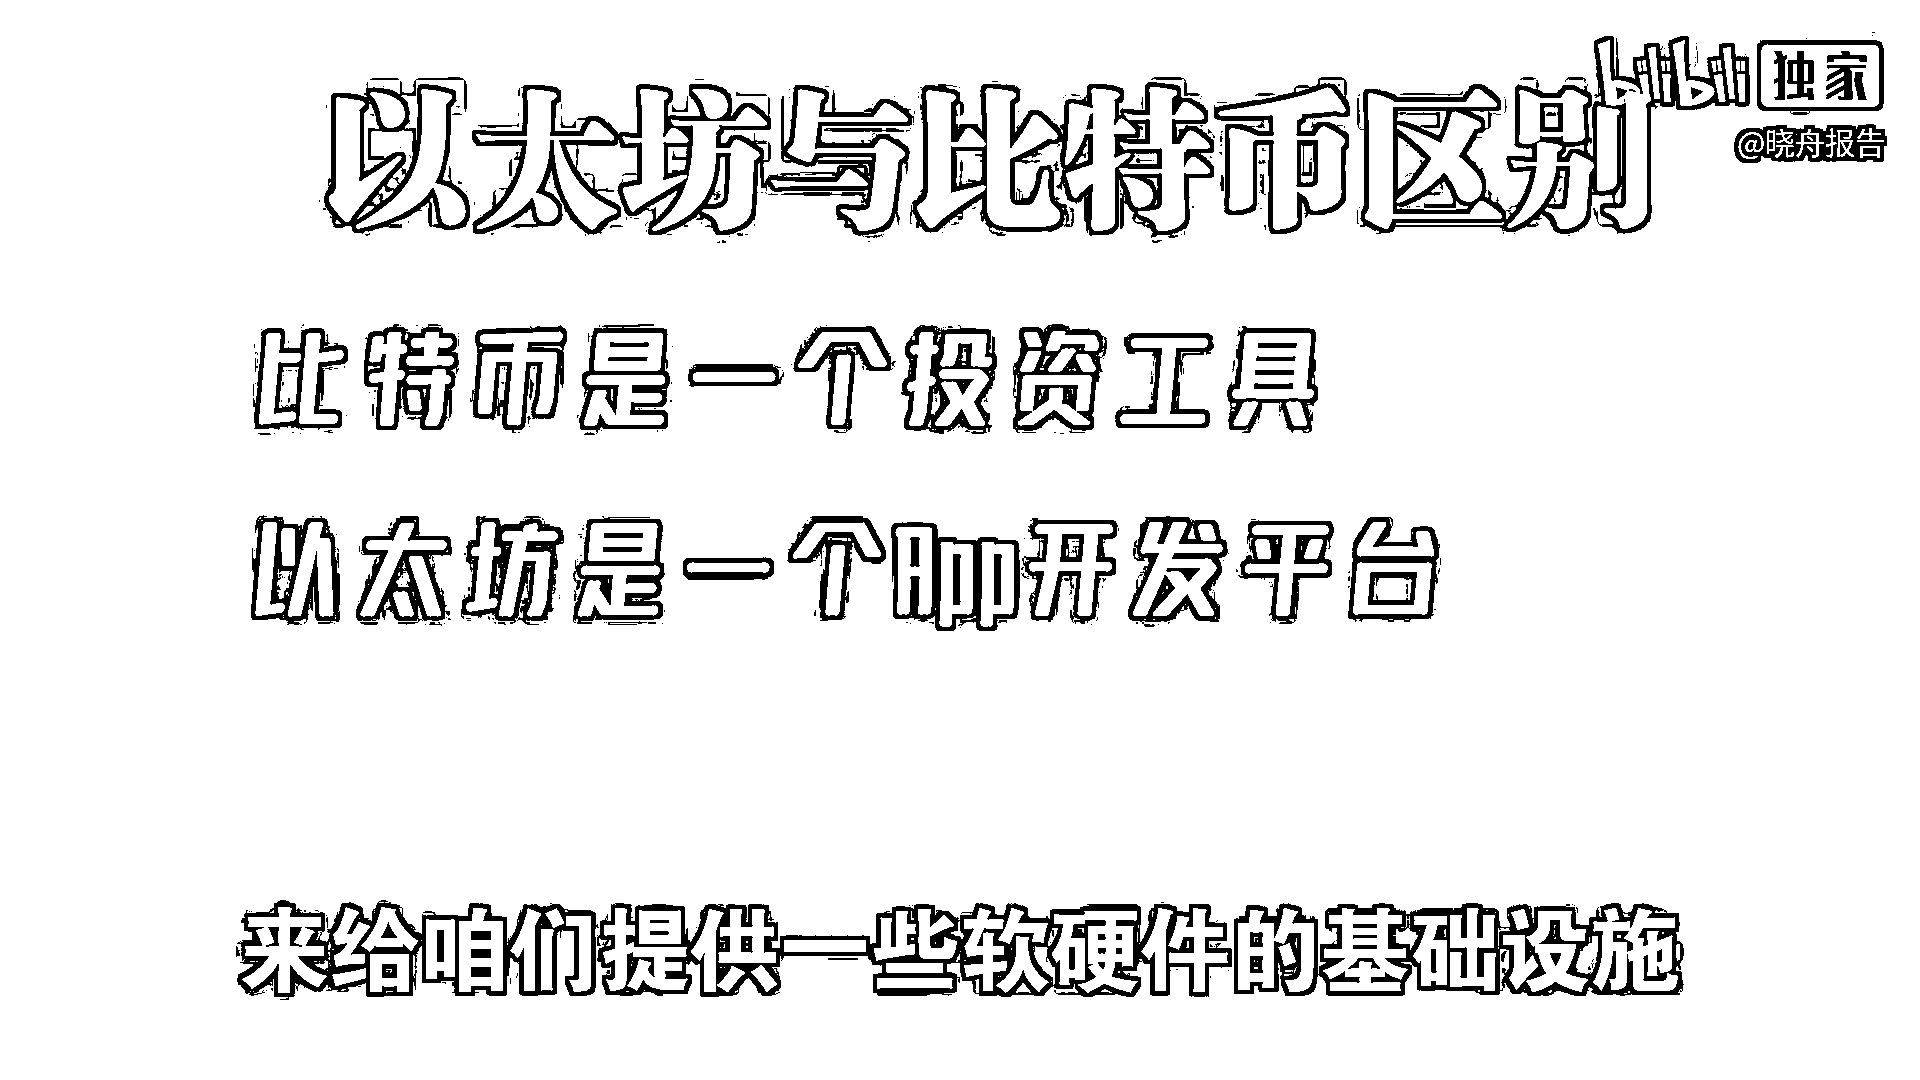 bilibili 独家
@晓舟报告
以太坊与比特币区别
比特币是一个投资工具
以太坊是一个App开发平台
来给咱们提供一些软硬件的基础设施